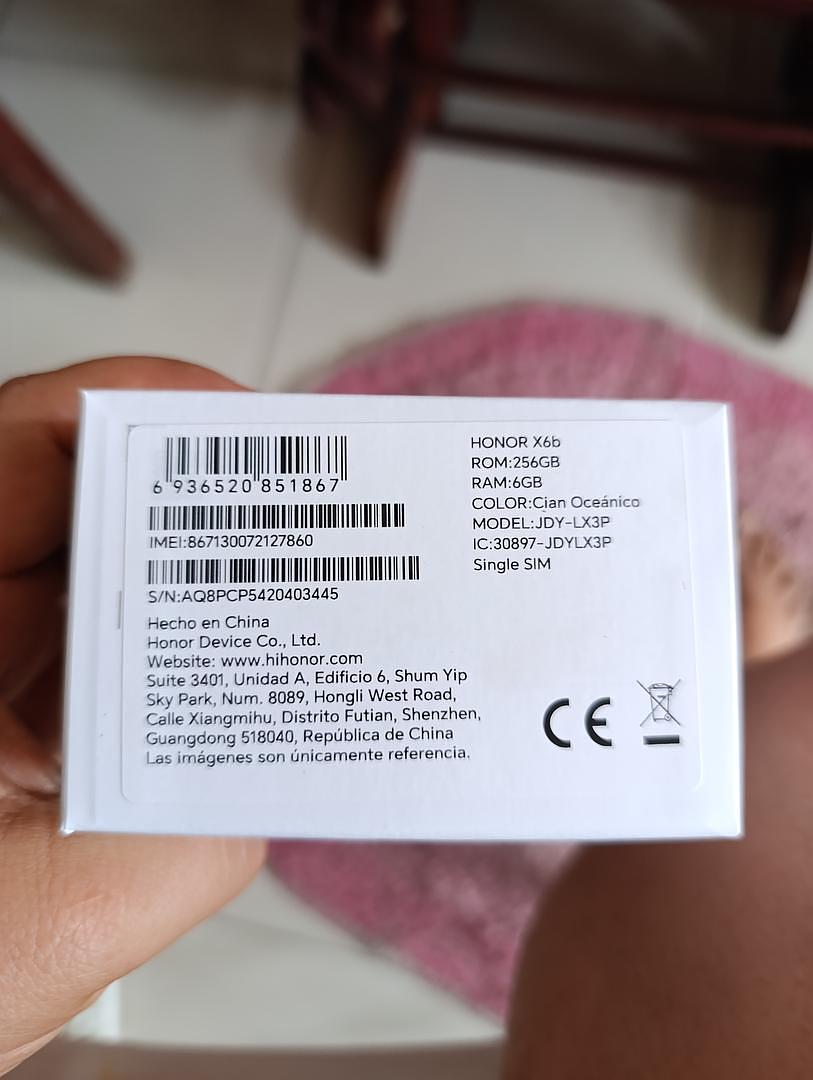 6 936520 851867
IMEI:867130072127860
S/N:AQ8PCP5420403445
Hecho en China
Honor Device Co., Ltd.
Website: www.hihonor.com
Suite 3401, Unidad A, Edificio 6, Shum Yip
Sky Park, Num. 8089, Hongli West Road,
Calle Xiangmihu, Distrito Futian, Shenzhen,
Guangdong 518040, República de China
Las imágenes son únicamente referencia.
HONOR X6b
ROM:256GB
RAM:6GB
COLOR:Cian Oceánico
MODEL:JDY-LX3P
IC:30897-JDYLX3P
Single SIM
CE